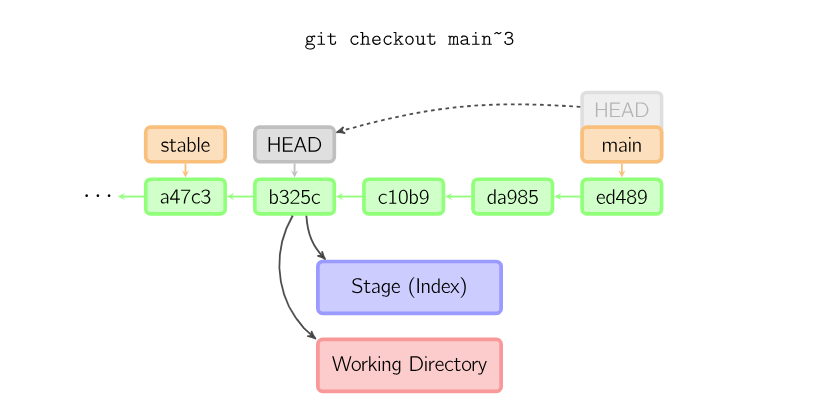 git checkout main~3
HEAD
stable HEAD main
··· a47c3 b325c c10b9 da985 ed489
Stage (Index)
Working Directory